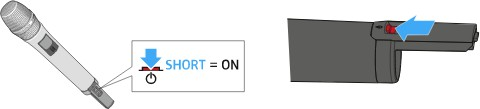 SHORT = ON